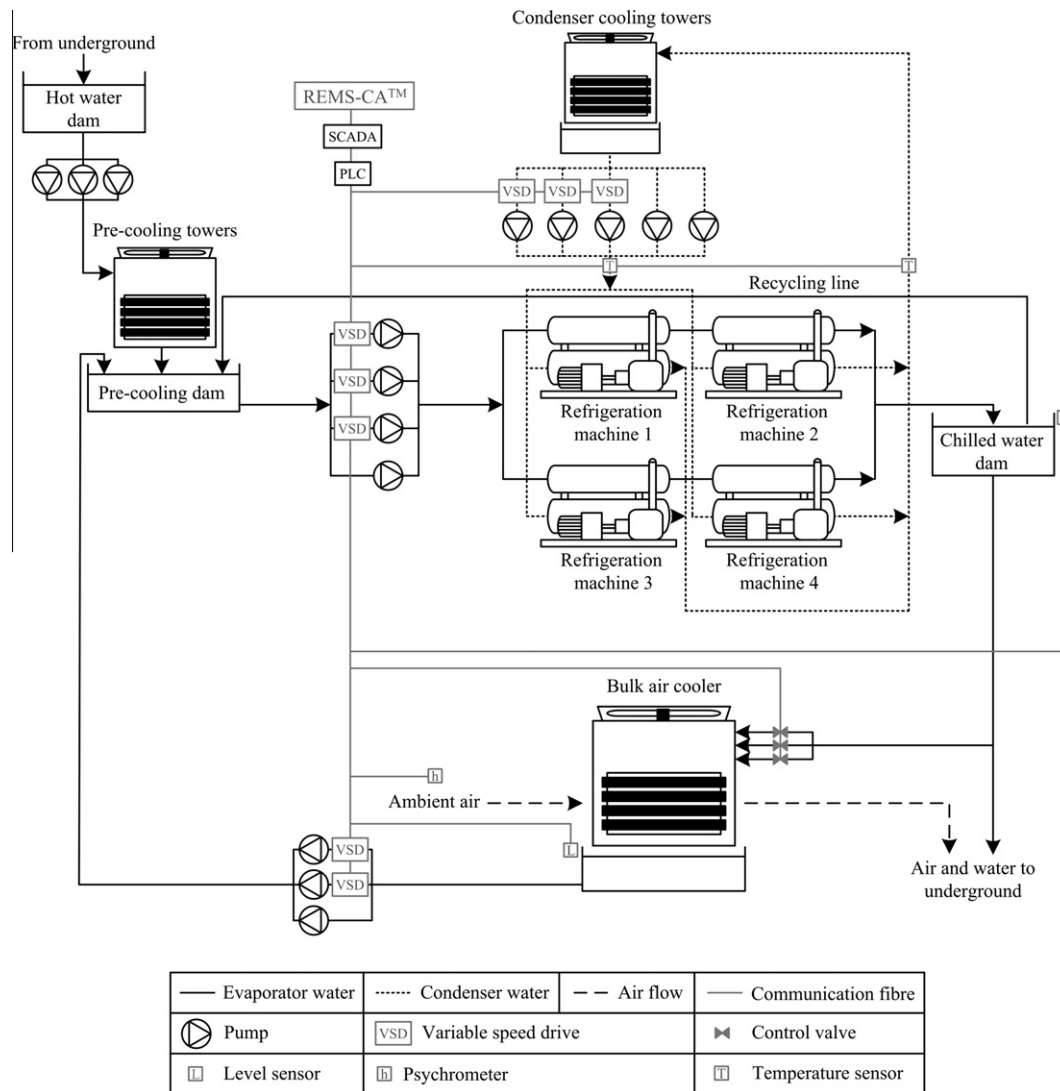 Condenser cooling towers
From underground
Hot water
dam
REMS-CA™
SCADA
PLC
VSD
VSD
VSD
Pre-cooling towers
T
T
Recycling line
VSD
VSD
VSD
Pre-cooling dam
Refrigeration
machine 1
Refrigeration
machine 2
L
Chilled water
dam
Refrigeration
machine 3
Refrigeration
machine 4
Bulk air cooler
h
Ambient air
L
VSD
VSD
Air and water to
underground
Evaporator water
Condenser water
Air flow
Communication fibre
Pump
VSD Variable speed drive
Control valve
L Level sensor
h Psychrometer
T Temperature sensor